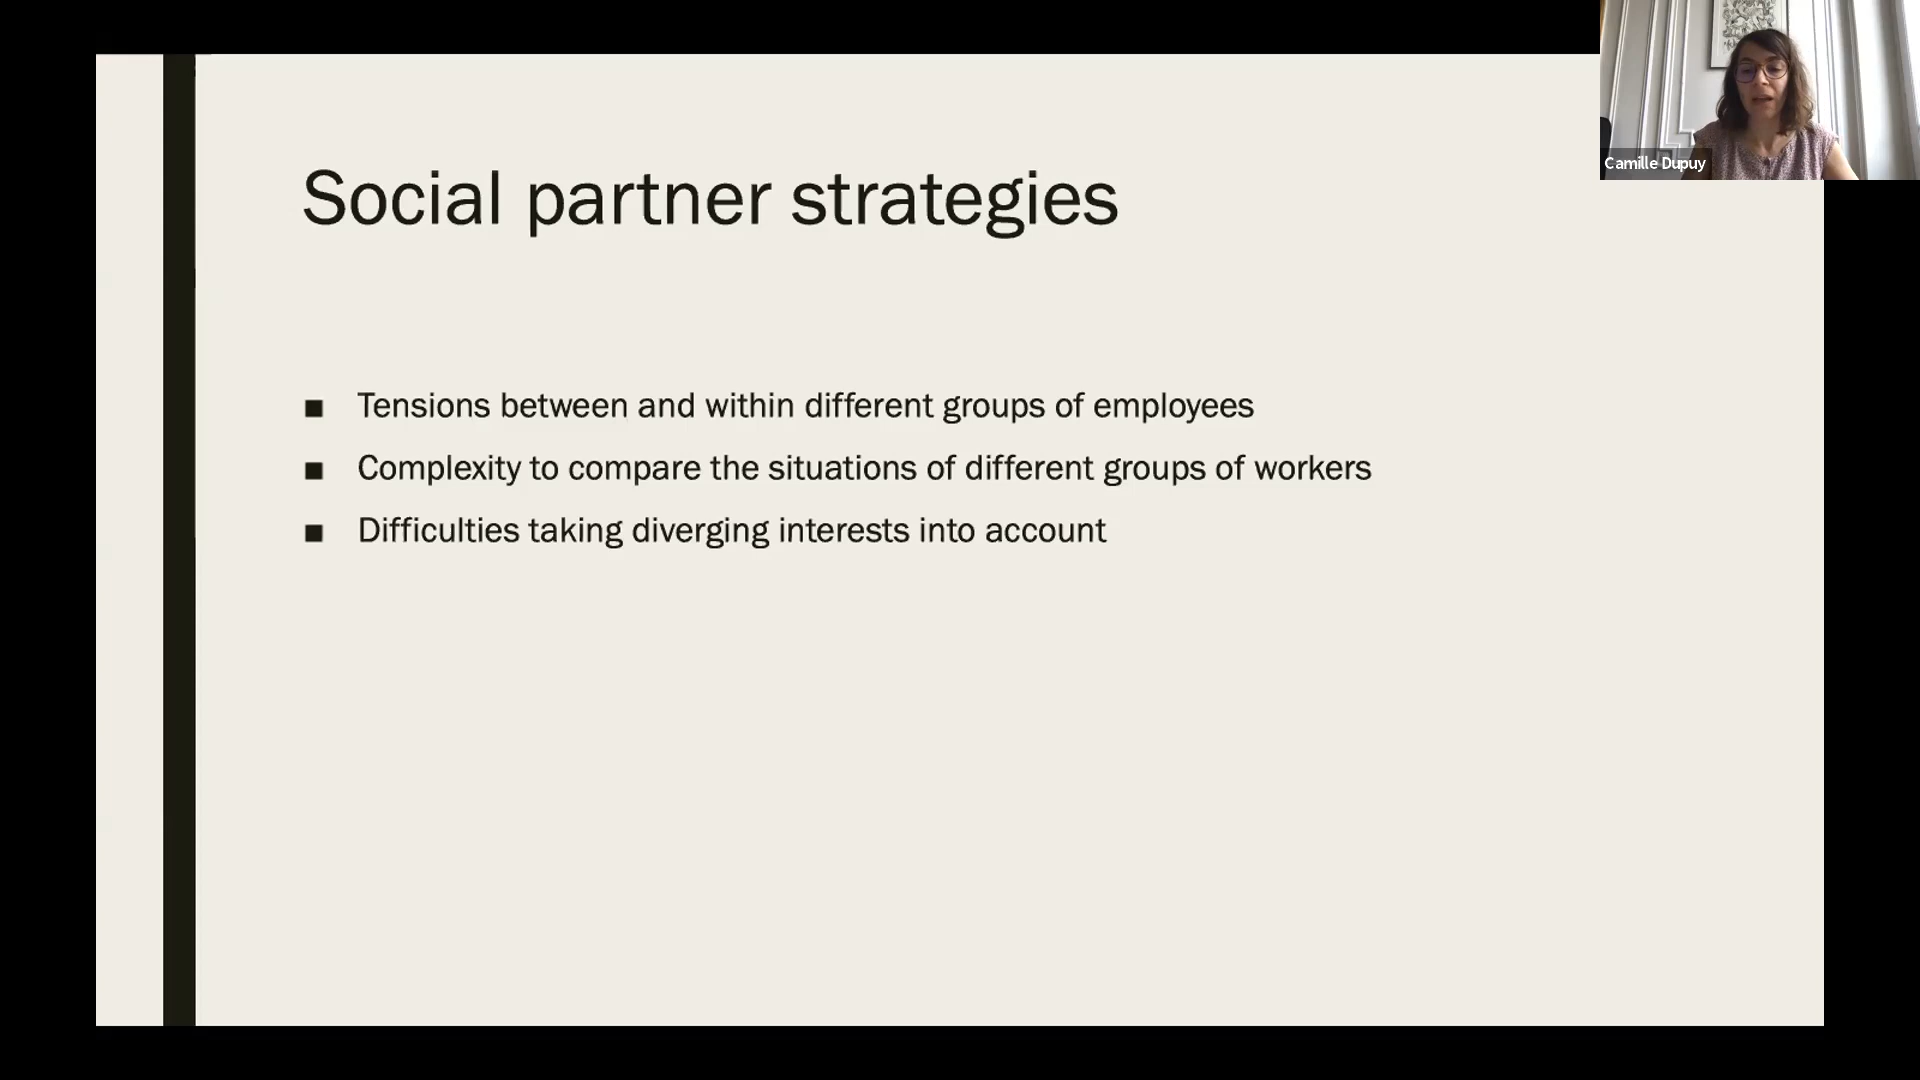 Social partner strategies
■ Tensions between and within different groups of employees
■ Complexity to compare the situations of different groups of workers
■ Difficulties taking diverging interests into account
Camille Dupuy